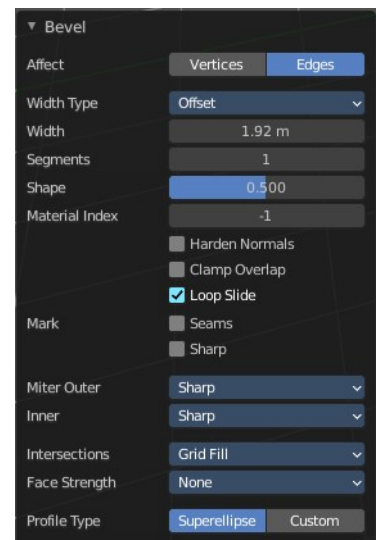 Bevel
Affect Vertices Edges
Width Type Offset
Width 1.92 m
Segments 1
Shape 0.500
Material Index -1
Harden Normals
Clamp Overlap
Loop Slide
Mark Seams
Sharp
Miter Outer Sharp
Inner Sharp
Intersections Grid Fill
Face Strength None
Profile Type Superellipse Custom